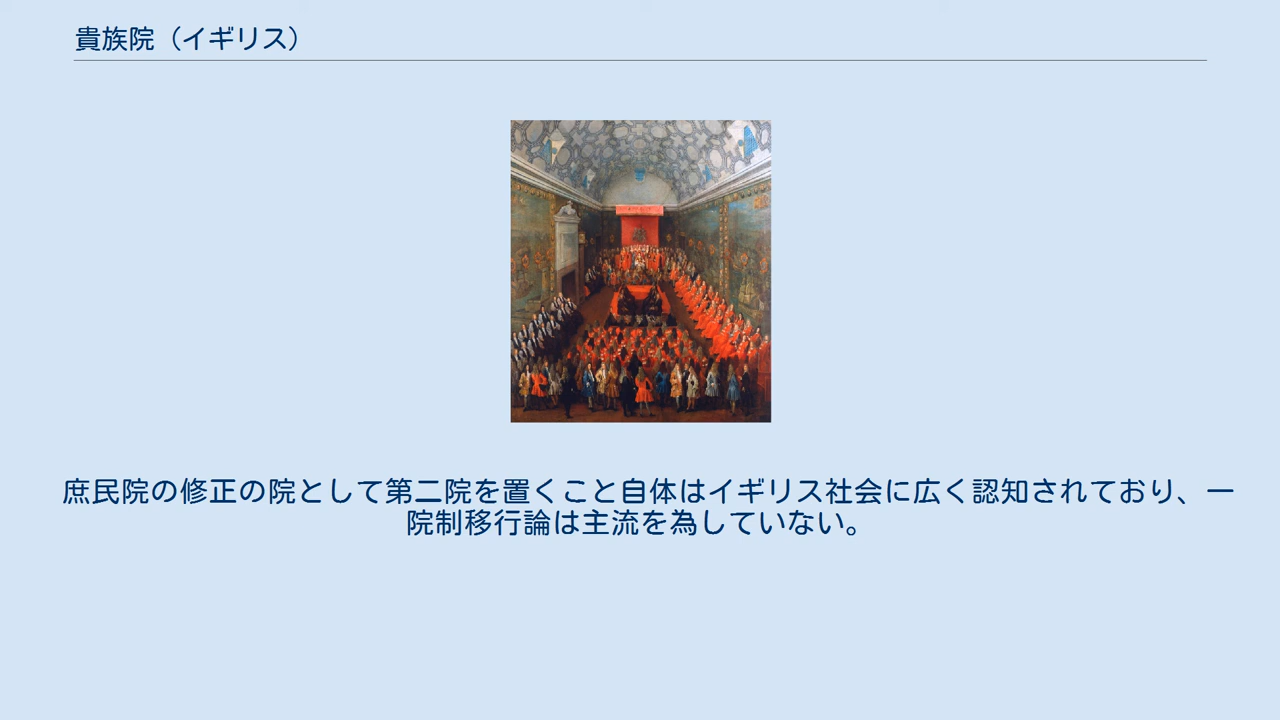 貴族院（イギリス）
庶民院の修正の院として第二院を置くこと自体はイギリス社会に広く認知されており、一
院制移行論は主流を為していない。